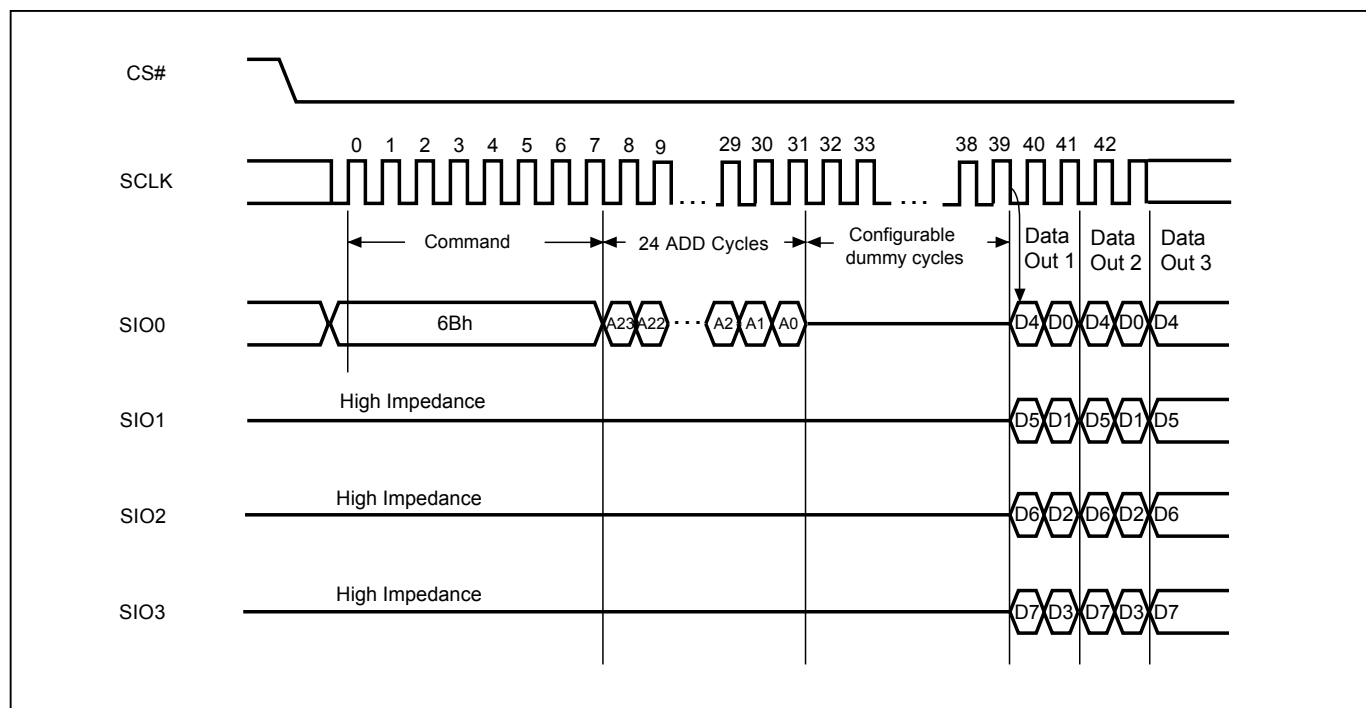 CS#
0 1 2 3 4 5 6 7 8 9 29 30 31 32 33 38 39 40 41 42
SCLK
... ...
Command 24 ADD Cycles Configurable dummy cycles Data Out 1 Data Out 2 Data Out 3
SIO0 6Bh A23 A22 ... A2 A1 A0 D4 D0 D4 D0 D4
High Impedance
SIO1 D5 D1 D5 D1 D5
High Impedance
SIO2 D6 D2 D6 D2 D6
High Impedance
SIO3 D7 D3 D7 D3 D7